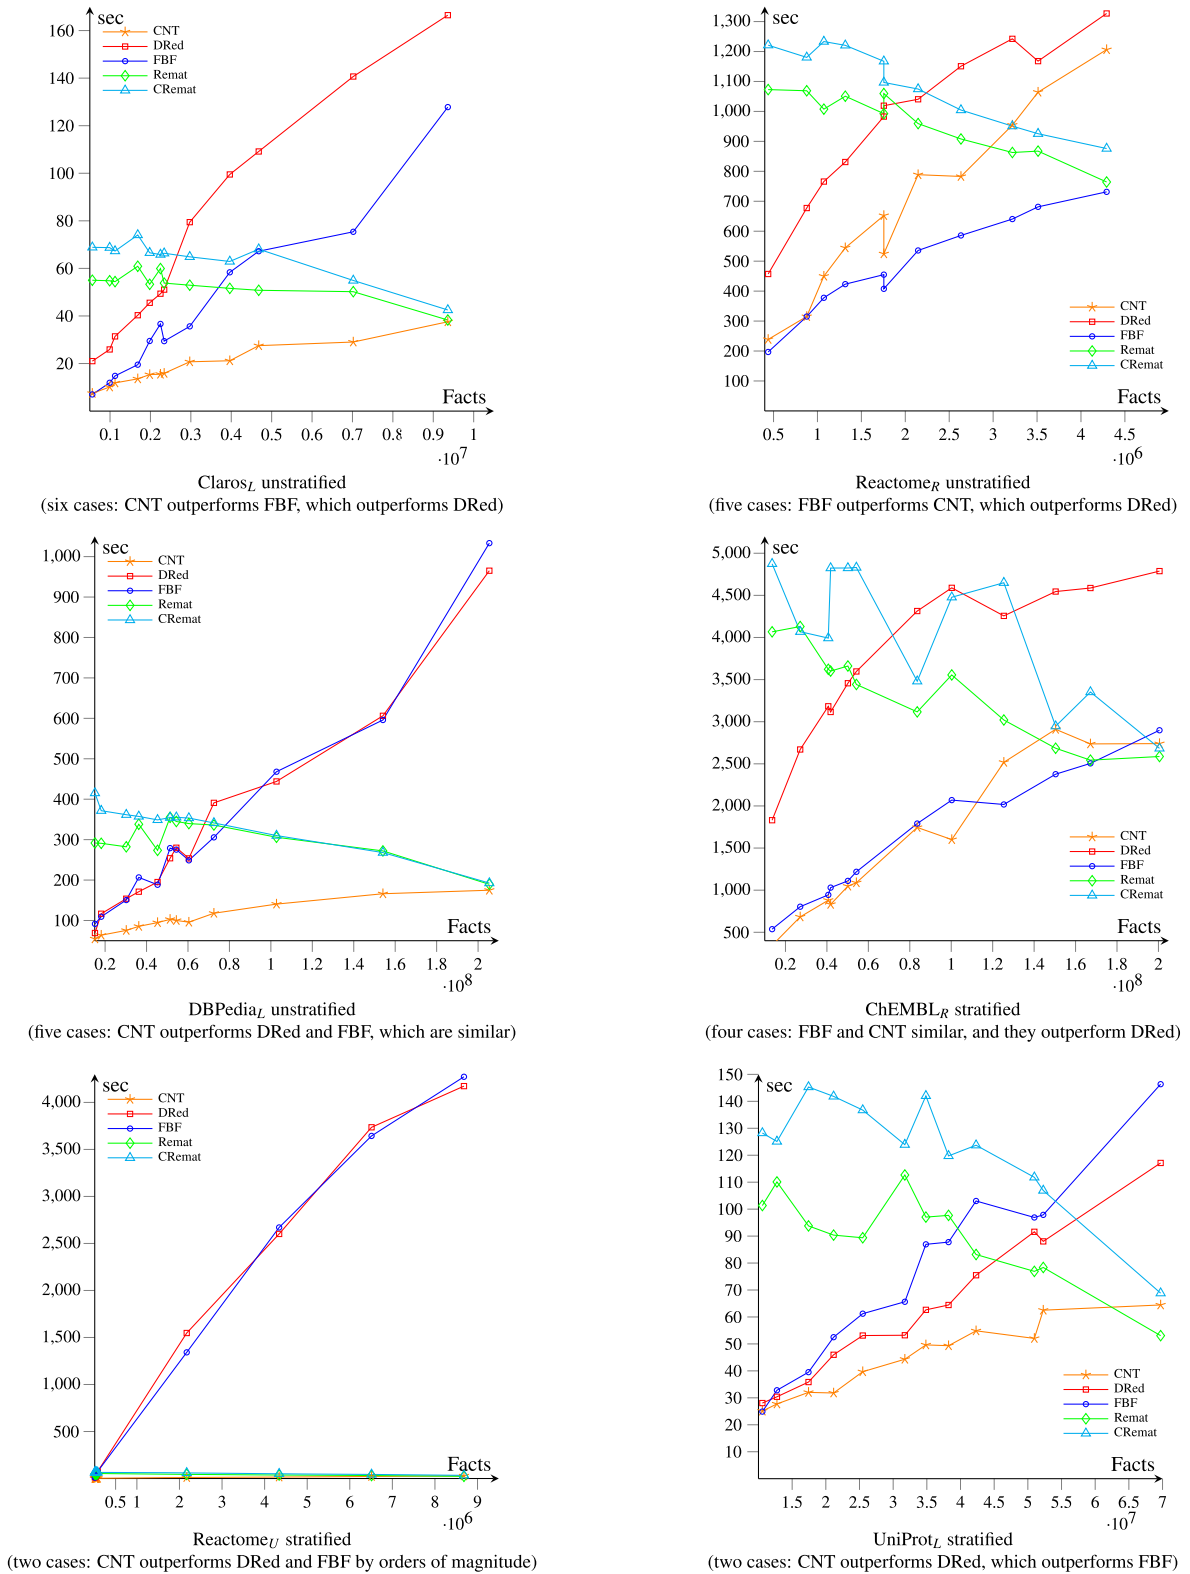 sec
CNT
DRed
FBF
Remat
CRemat
160
140
120
100
80
60
40
20
Facts
0.1 0.2 0.3 0.4 0.5 0.6 0.7 0.8 0.9 1
·10⁷
Claros_L unstratified
(six cases: CNT outperforms FBF, which outperforms DRed)
sec
1,300
1,200
1,100
1,000
900
800
700
600
500
400
300
200
100
CNT
DRed
FBF
Remat
CRemat
Facts
0.5 1 1.5 2 2.5 3 3.5 4 4.5
·10⁶
Reactome_R unstratified
(five cases: FBF outperforms CNT, which outperforms DRed)
sec
CNT
DRed
FBF
Remat
CRemat
1,000
900
800
700
600
500
400
300
200
100
Facts
0.2 0.4 0.6 0.8 1 1.2 1.4 1.6 1.8 2
·10⁸
DBPedia_L unstratified
(five cases: CNT outperforms DRed and FBF, which are similar)
sec
5,000
4,500
4,000
3,500
3,000
2,500
2,000
1,500
1,000
500
CNT
DRed
FBF
Remat
CRemat
Facts
0.2 0.4 0.6 0.8 1 1.2 1.4 1.6 1.8 2
·10⁸
ChEMBL_R stratified
(four cases: FBF and CNT similar, and they outperform DRed)
sec
CNT
DRed
FBF
Remat
CRemat
4,000
3,500
3,000
2,500
2,000
1,500
1,000
500
Facts
0.5 1 2 3 4 5 6 7 8 9
·10⁶
Reactome_U stratified
(two cases: CNT outperforms DRed and FBF by orders of magnitude)
sec
150
140
130
120
110
100
90
80
70
60
50
40
30
20
10
CNT
DRed
FBF
Remat
CRemat
Facts
1.5 2 2.5 3 3.5 4 4.5 5 5.5 6 6.5 7
·10⁷
UniProt_L stratified
(two cases: CNT outperforms DRed, which outperforms FBF)